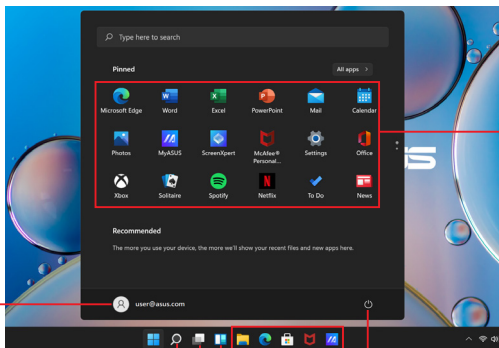 Type here to search
Pinned
All apps >
Microsoft Edge Word Excel PowerPoint Mail Calendar
Photos MyASUS ScreenXpert McAfee® Personal... Settings Office
Xbox Solitaire Spotify Netflix To Do News
Recommended
The more you use your device, the more we'll show your recent files and new apps here.
user@asus.com